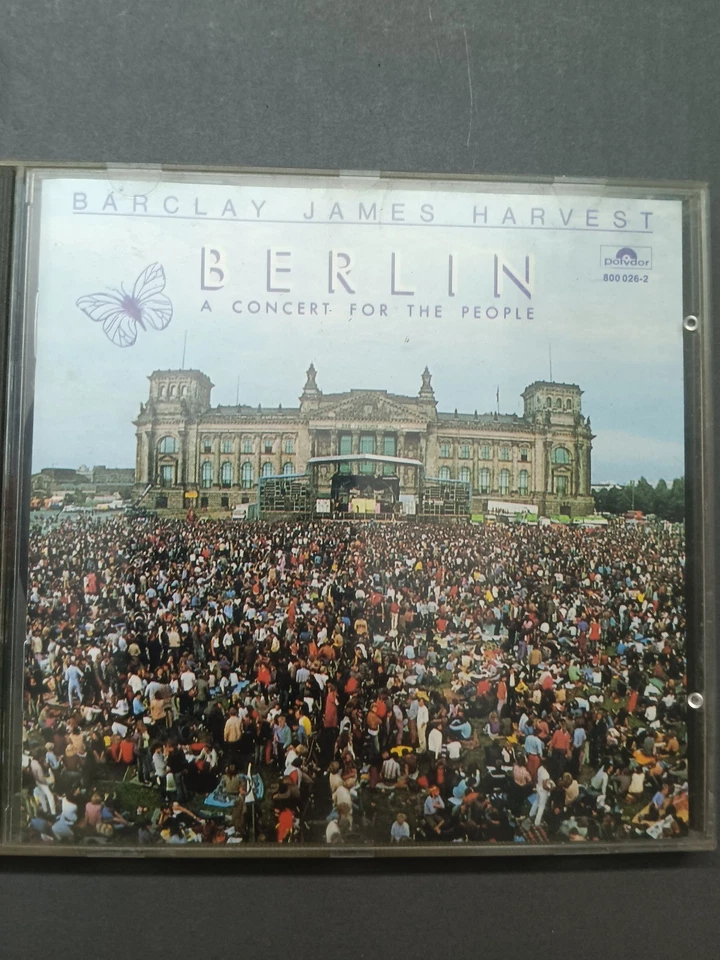 BARCLAY JAMES HARVEST
BERLIN
A CONCERT FOR THE PEOPLE
polydor
800 026-2